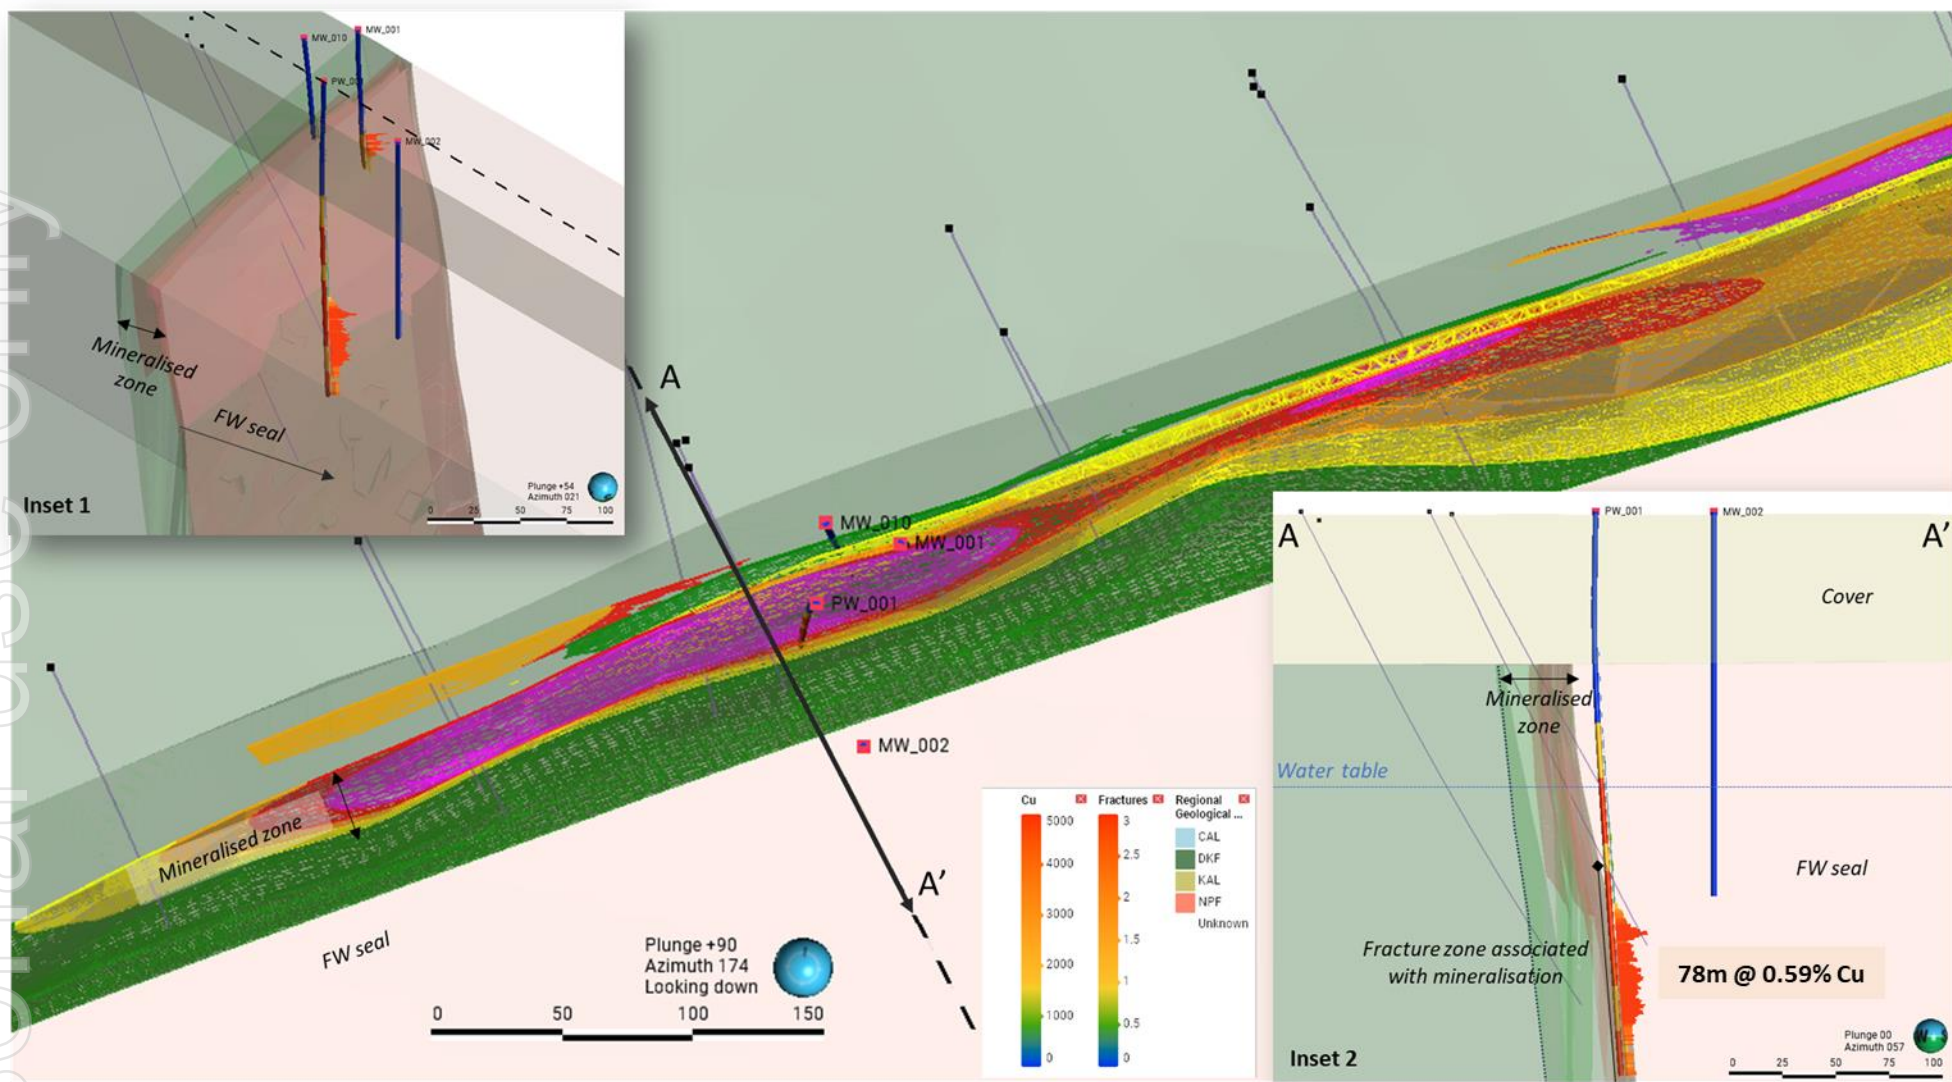 MW_010
MW_001
MW_002
Mineralised
zone
FW seal
Inset 1
Plunge +54
Azimuth 021
0 25 50 75 100
A
MW_010
MW_001
PW_001
MW_002
A'
Mineralised zone
FW seal
Plunge +90
Azimuth 174
Looking down
0 50 100 150
Cu
5000
4000
3000
2000
1000
0
Fractures
3
2.5
2
1.5
1
0.5
0
Regional
Geological ...
CAL
DKF
KAL
NPF
Unknown
A
A'
PW_001
MW_002
Cover
Mineralised
zone
Water table
FW seal
Fracture zone associated
with mineralisation
78m @ 0.59% Cu
Inset 2
Plunge 00
Azimuth 057
0 25 50 75 100